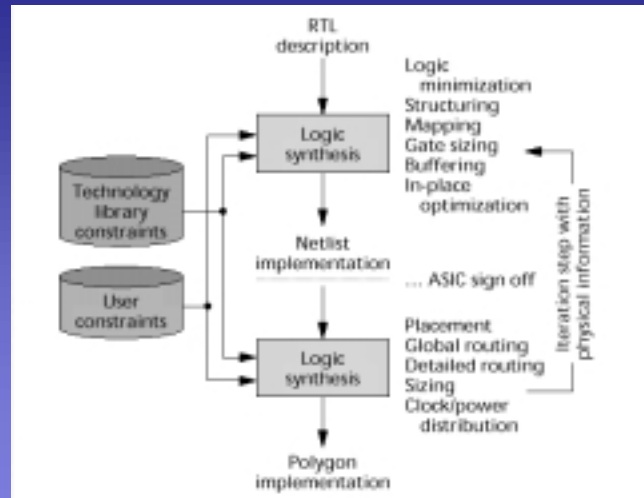 RTL
description
Logic
synthesis
Logic
minimization
Structuring
Mapping
Gate sizing
Buffering
In-place
optimization
Technology
library
constraints
User
constraints
Netlist
implementation
... ASIC sign off
Iteration step with
physical information
Logic
synthesis
Placement
Global routing
Detailed routing
Sizing
Clock/power
distribution
Polygon
implementation